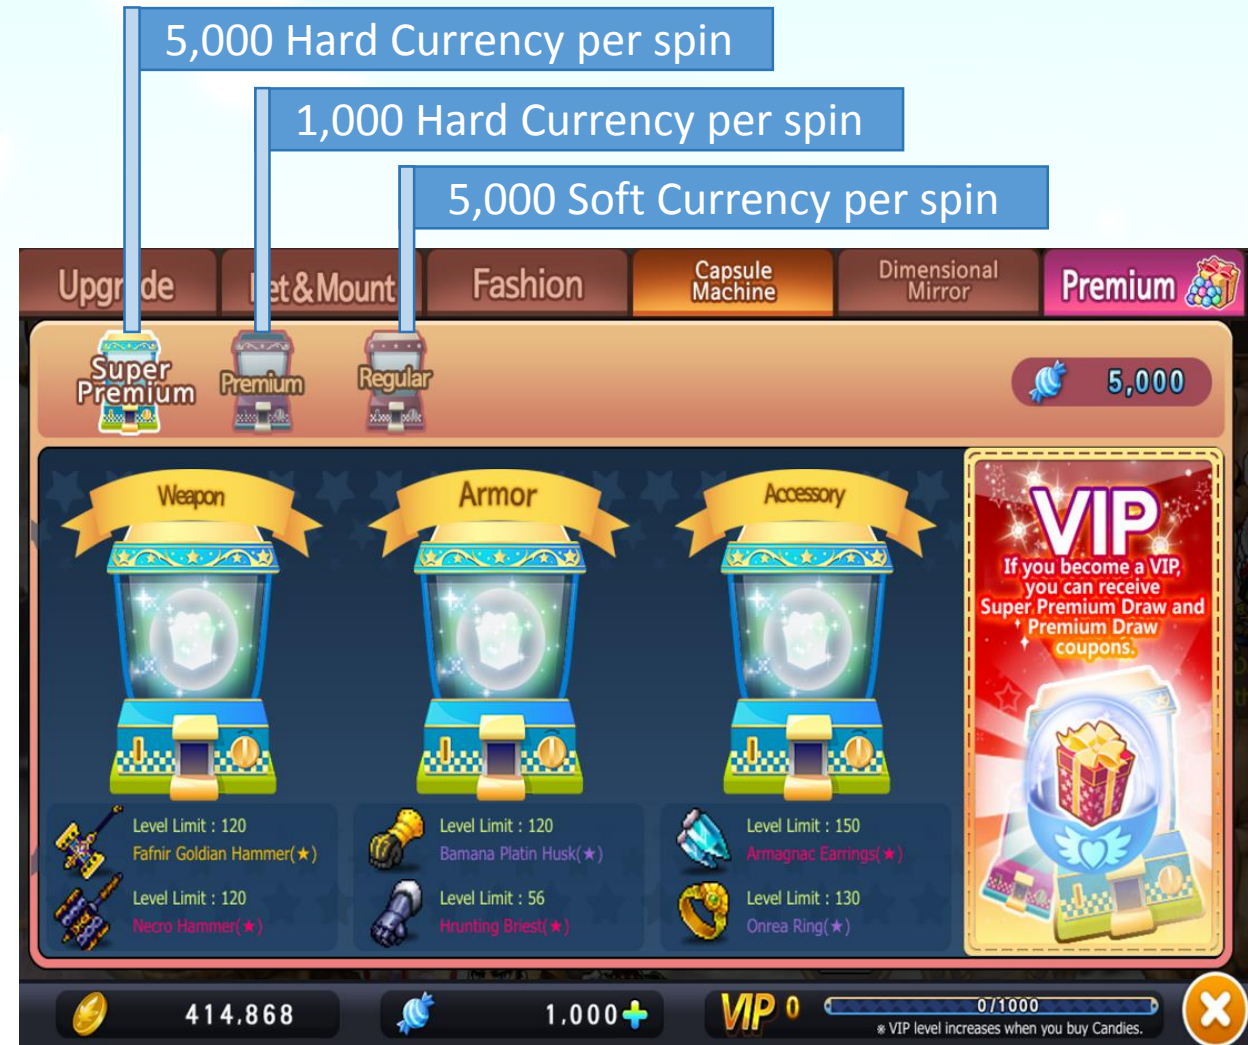 5,000 Hard Currency per spin
1,000 Hard Currency per spin
5,000 Soft Currency per spin
Upgrade
Pet & Mount
Fashion
Capsule
Machine
Dimensional
Mirror
Premium
Super
Premium
Premium
Regular
5,000
Weapon
Armor
Accessory
VIP
If you become a VIP,
you can receive
Super Premium Draw and
Premium Draw
coupons.
Level Limit : 120
Fafnir Goldian Hammer(★)
Level Limit : 120
Necro Hammer(★)
Level Limit : 120
Bamana Platin Husk(★)
Level Limit : 56
Hrunting Briest(★)
Level Limit : 150
Armagnac Earrings(★)
Level Limit : 130
Onrea Ring(★)
414,868
1,000
VIP 0
0/1000
※ VIP level increases when you buy Candies.